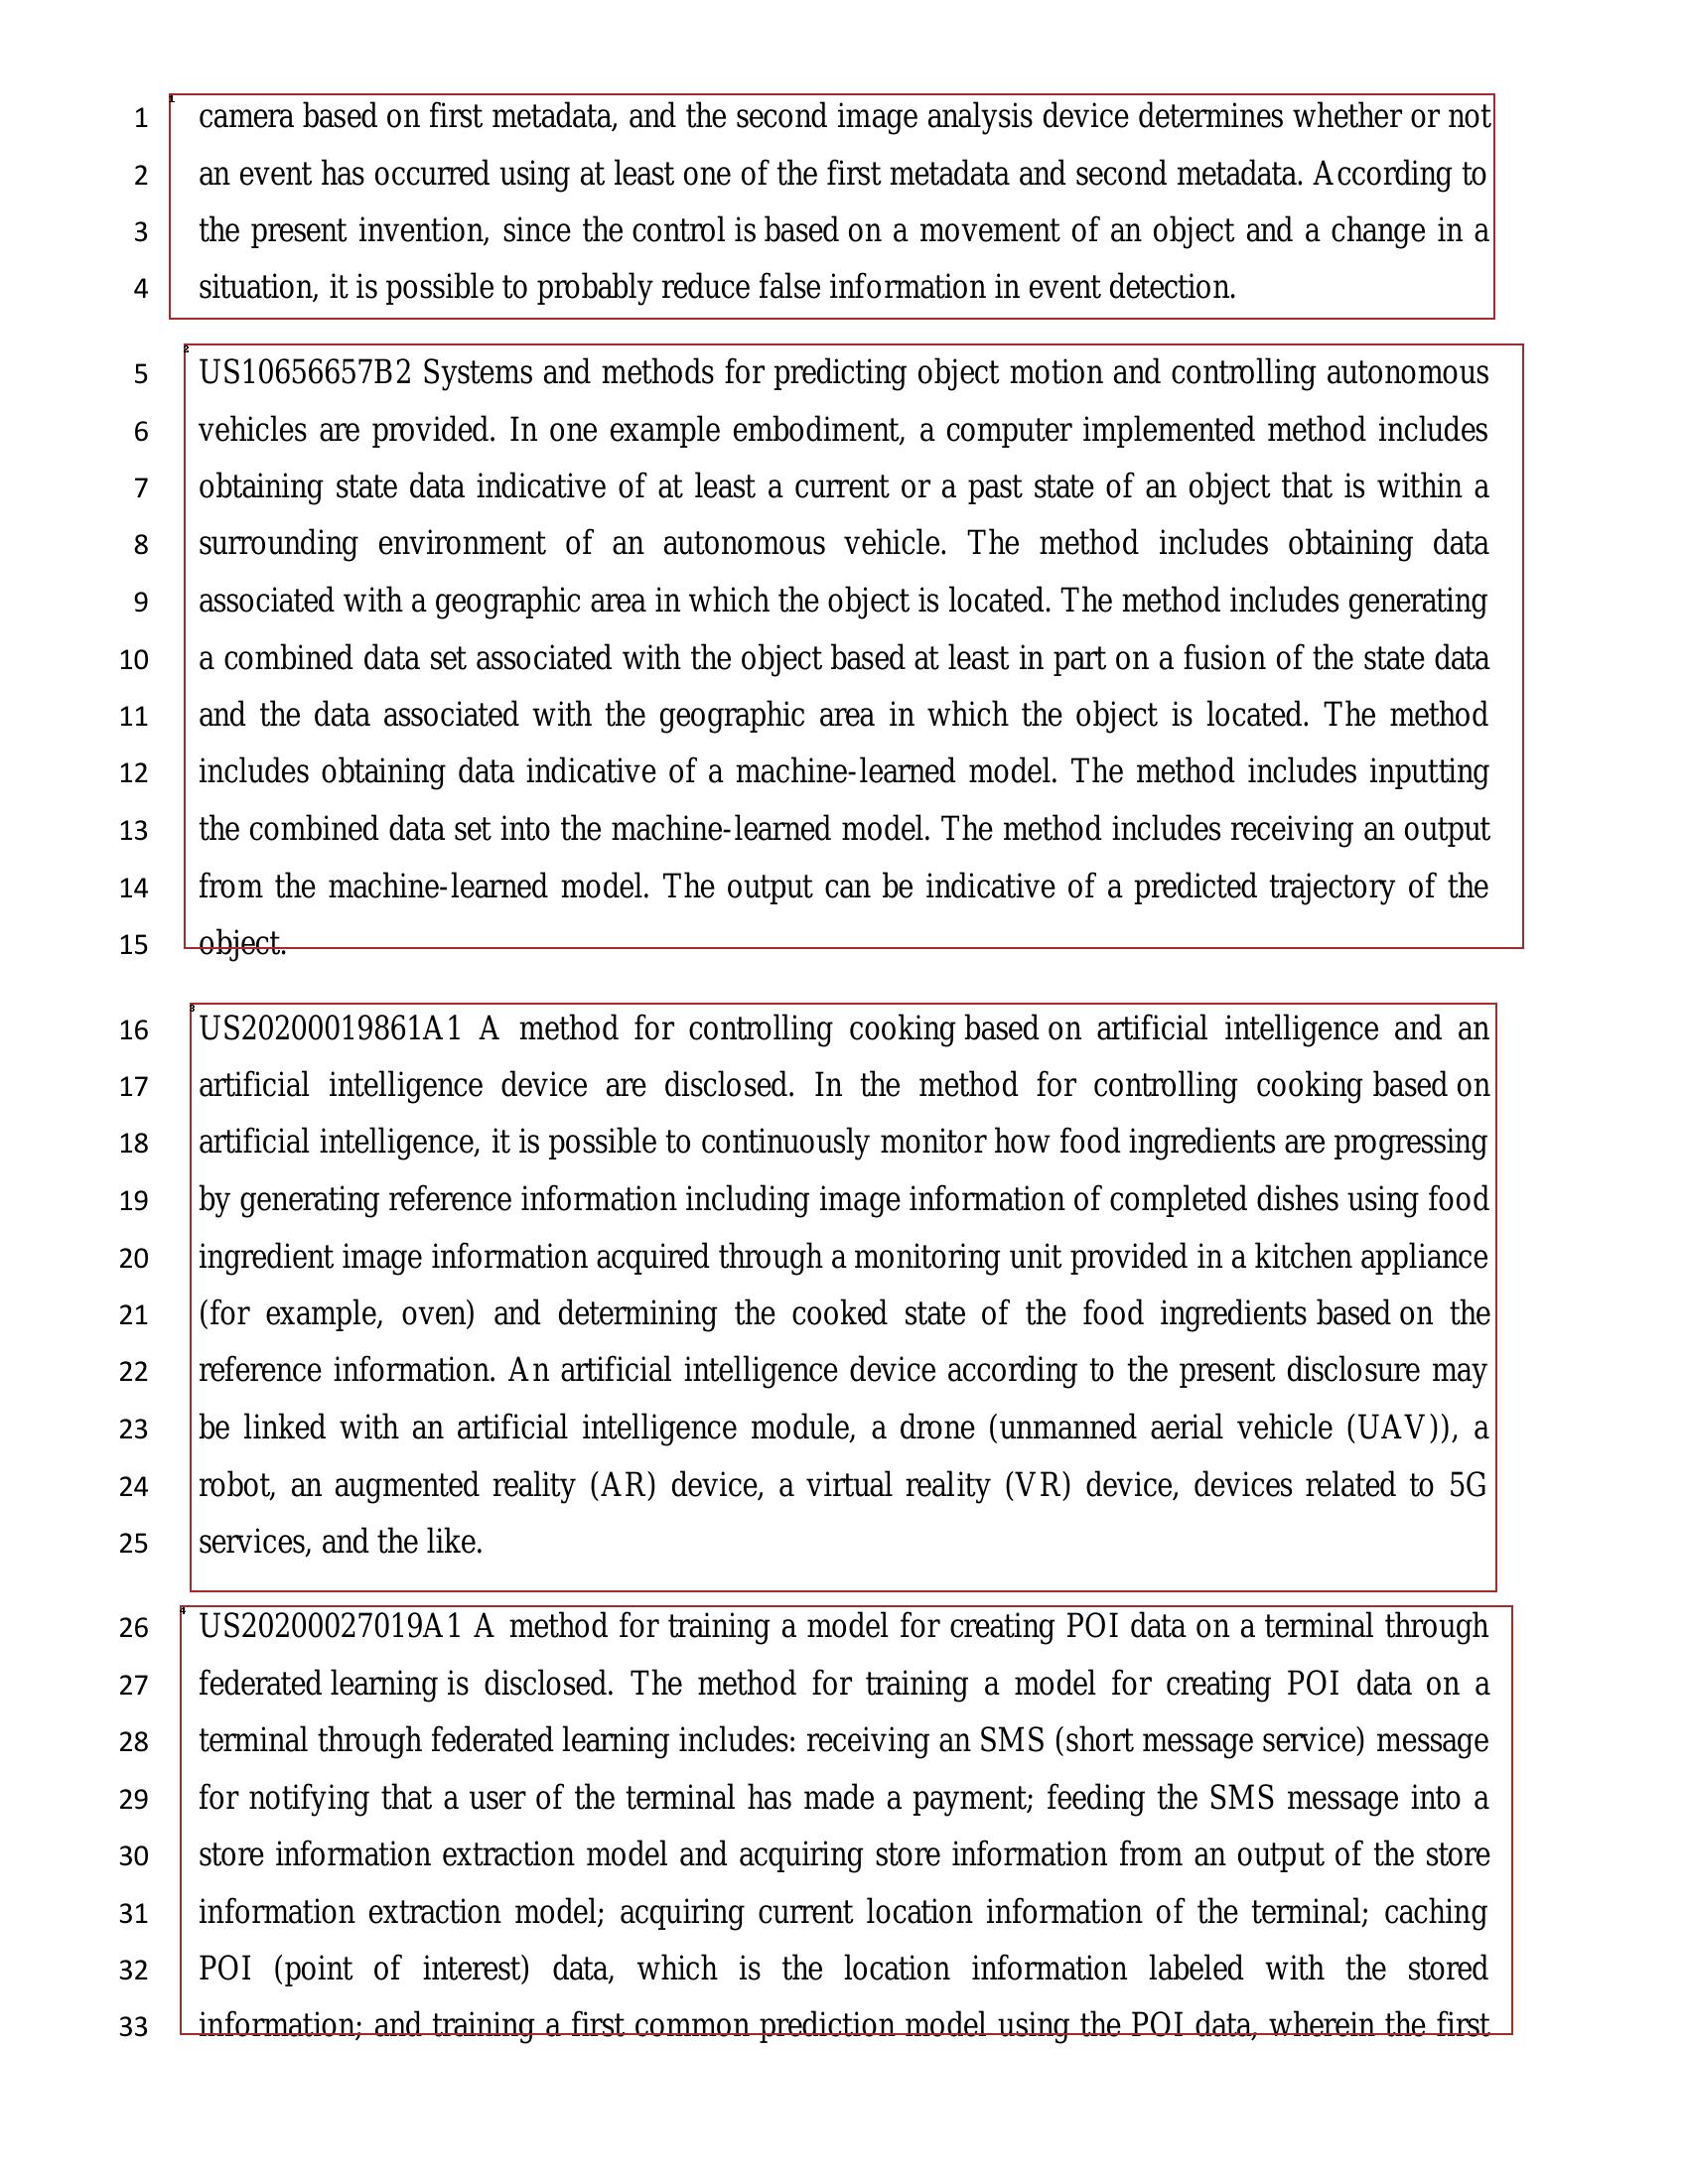 1 camera based on first metadata, and the second image analysis device determines whether or not
2 an event has occurred using at least one of the first metadata and second metadata. According to
3 the present invention, since the control is based on a movement of an object and a change in a
4 situation, it is possible to probably reduce false information in event detection.
5 US10656657B2 Systems and methods for predicting object motion and controlling autonomous
6 vehicles are provided. In one example embodiment, a computer implemented method includes
7 obtaining state data indicative of at least a current or a past state of an object that is within a
8 surrounding environment of an autonomous vehicle. The method includes obtaining data
9 associated with a geographic area in which the object is located. The method includes generating
10 a combined data set associated with the object based at least in part on a fusion of the state data
11 and the data associated with the geographic area in which the object is located. The method
12 includes obtaining data indicative of a machine-learned model. The method includes inputting
13 the combined data set into the machine-learned model. The method includes receiving an output
14 from the machine-learned model. The output can be indicative of a predicted trajectory of the
15 object.
16 US20200019861A1 A method for controlling cooking based on artificial intelligence and an
17 artificial intelligence device are disclosed. In the method for controlling cooking based on
18 artificial intelligence, it is possible to continuously monitor how food ingredients are progressing
19 by generating reference information including image information of completed dishes using food
20 ingredient image information acquired through a monitoring unit provided in a kitchen appliance
21 (for example, oven) and determining the cooked state of the food ingredients based on the
22 reference information. An artificial intelligence device according to the present disclosure may
23 be linked with an artificial intelligence module, a drone (unmanned aerial vehicle (UAV)), a
24 robot, an augmented reality (AR) device, a virtual reality (VR) device, devices related to 5G
25 services, and the like.
26 US20200027019A1 A method for training a model for creating POI data on a terminal through
27 federated learning is disclosed. The method for training a model for creating POI data on a
28 terminal through federated learning includes: receiving an SMS (short message service) message
29 for notifying that a user of the terminal has made a payment; feeding the SMS message into a
30 store information extraction model and acquiring store information from an output of the store
31 information extraction model; acquiring current location information of the terminal; caching
32 POI (point of interest) data, which is the location information labeled with the stored
33 information; and training a first common prediction model using the POI data, wherein the first